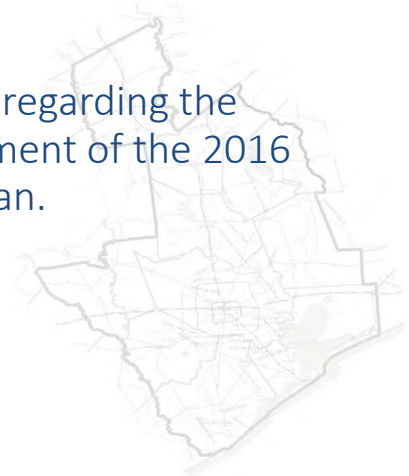 regarding the
ment of the 2016
an.